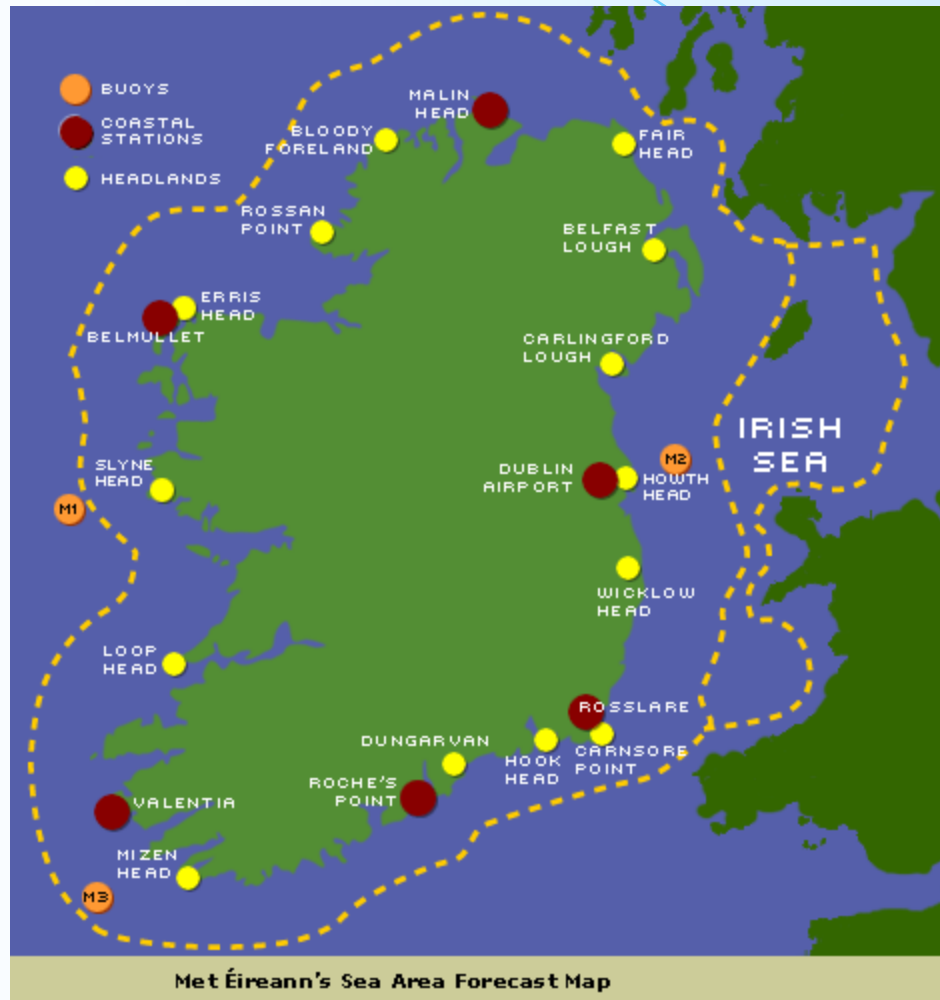 BUOYS
COASTAL
STATIONS
HEADLANDS
MALIN
HEAD
BLOODY
FORELAND
FAIR
HEAD
ROSSAN
POINT
BELFAST
LOUGH
ERRIS
HEAD
BELMULLET
CARLINGFORD
LOUGH
IRISH
SEA
SLYNE
HEAD
M1
DUBLIN
AIRPORT
M2
HOWTH
HEAD
WICKLOW
HEAD
LOOP
HEAD
ROSSLARE
DUNGARVAN
HOOK
HEAD
CARNSORE
POINT
ROCHE'S
POINT
VALENTIA
MIZEN
HEAD
M3
Met Éireann's Sea Area Forecast Map